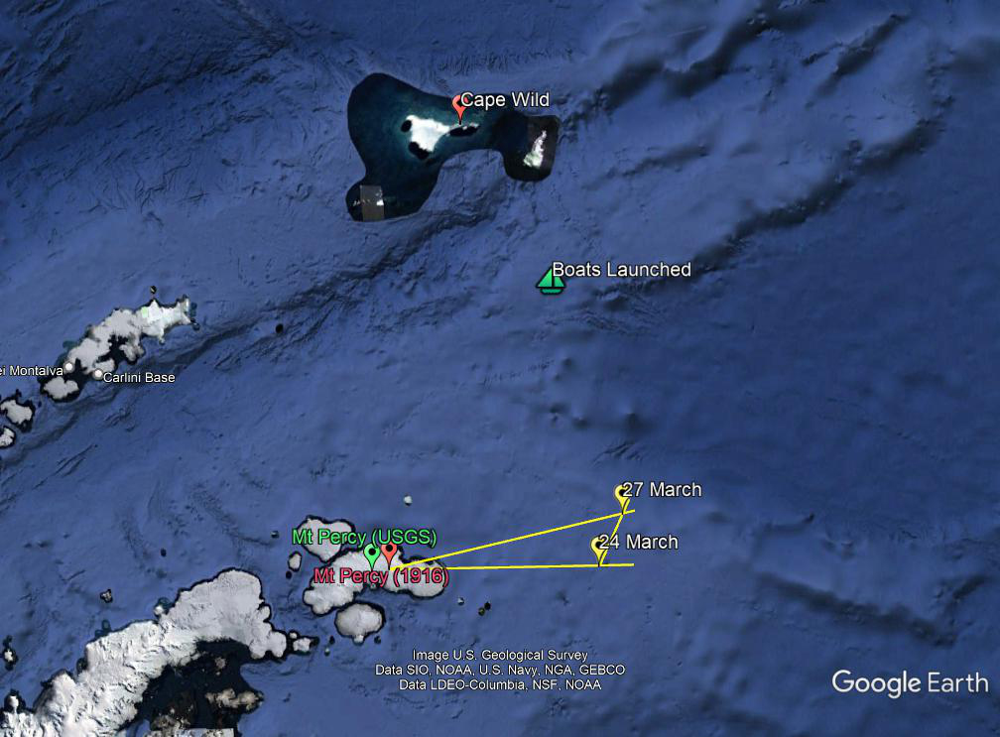 Cape Wild
Boats Launched
ei Montalva
Carlini Base
27 March
Mt Percy (USGS)
24 March
Mt Percy (1916)
Image U.S. Geological Survey
Data SIO, NOAA, U.S. Navy, NGA, GEBCO
Data LDEO-Columbia, NSF, NOAA
Google Earth